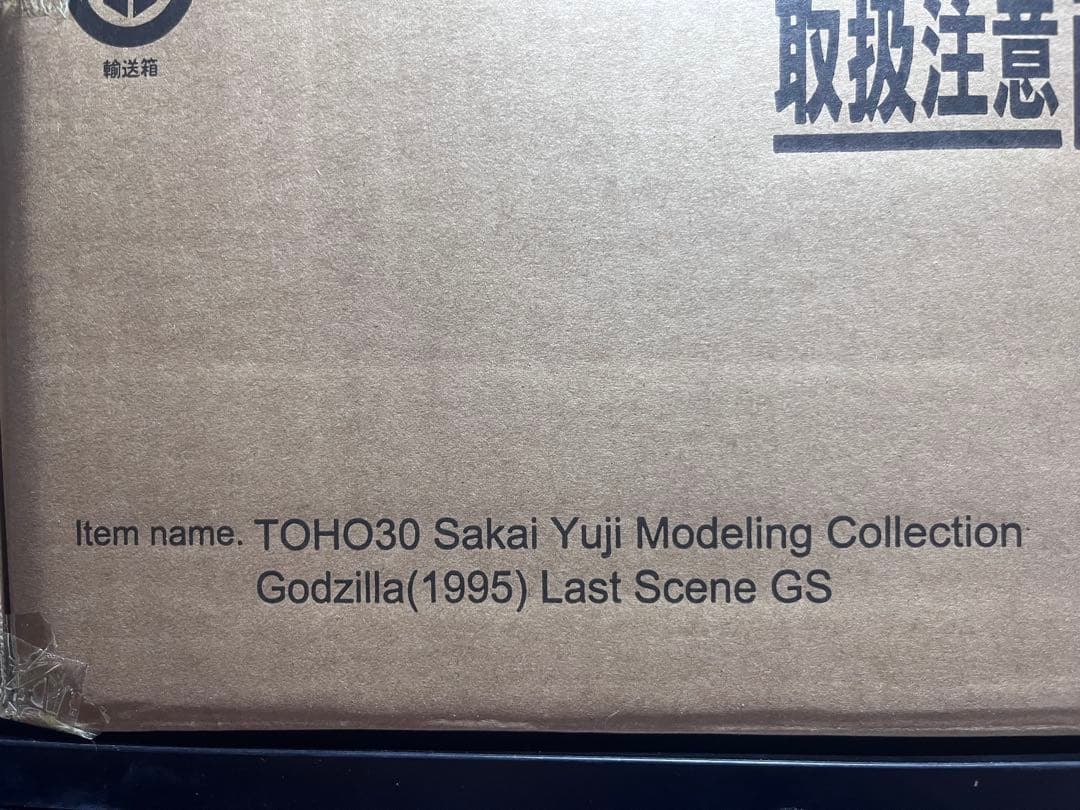 輸送箱
取扱注意
Item name. TOHO30 Sakai Yuji Modeling Collection
Godzilla(1995) Last Scene GS